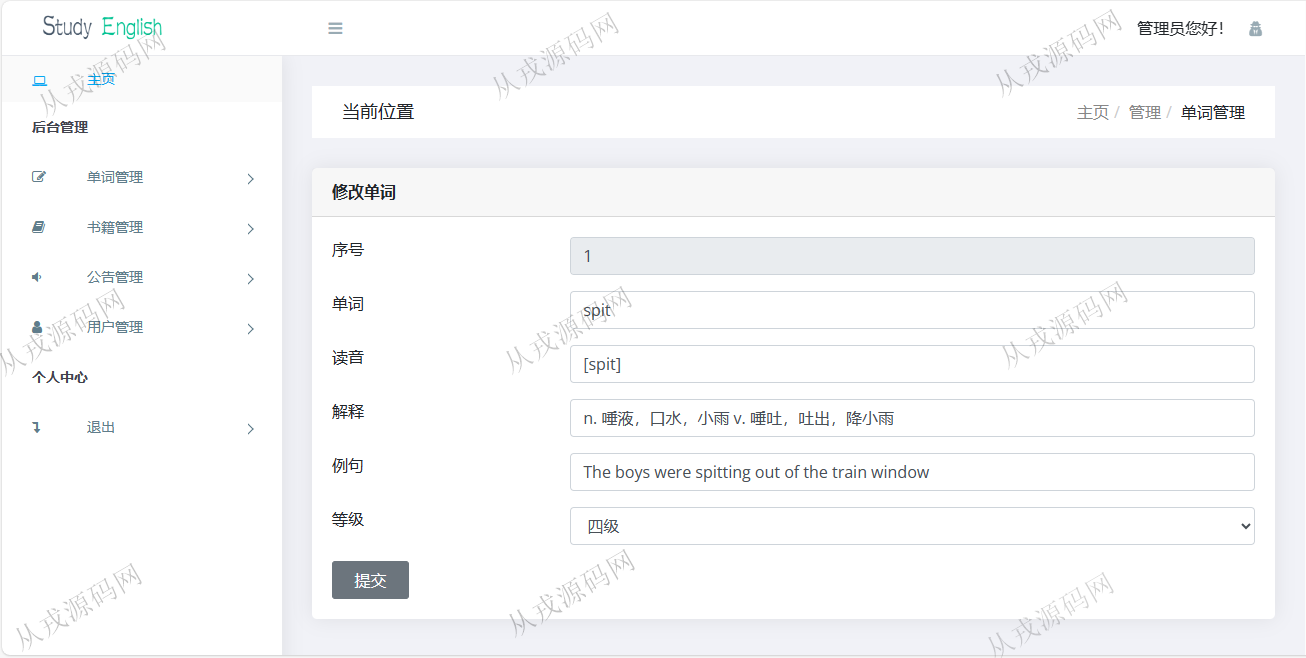 Study English
管理员您好！
主页
后台管理
单词管理
书籍管理
公告管理
用户管理
个人中心
退出
当前位置
主页 / 管理 / 单词管理
修改单词
序号 1
单词 spit
读音 [spit]
解释 n. 唾液，口水，小雨 v. 唾吐，吐出，降小雨
例句 The boys were spitting out of the train window
等级 四级
提交
从戎源码网
从戎源码网
从戎源码网
从戎源码网
从戎源码网
从戎源码网
从戎源码网
从戎源码网
从戎源码网